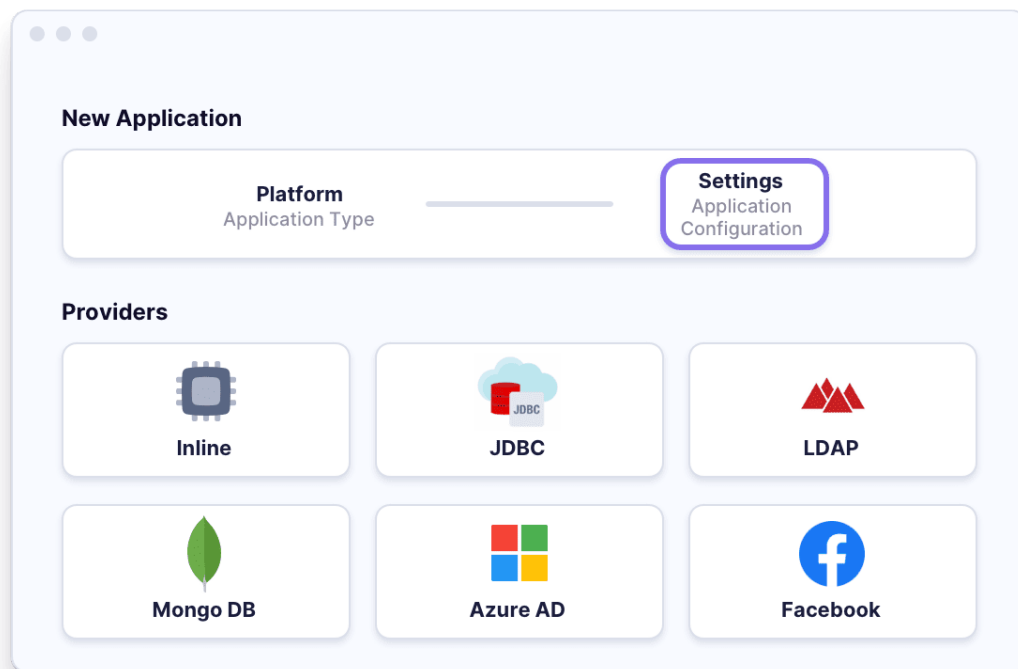 New Application
Platform
Application Type
Settings
Application
Configuration
Providers
Inline
JDBC
JDBC
LDAP
Mongo DB
Azure AD
Facebook